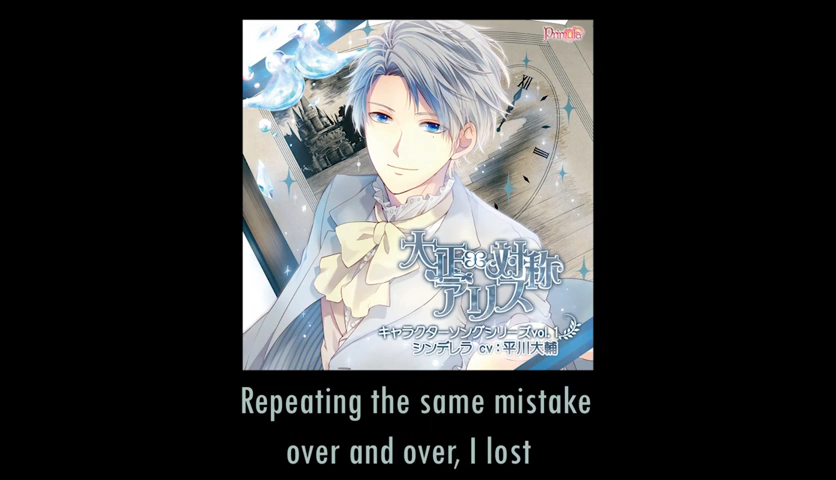 Primula
XII
III
大正×対称
アリス
キャラクターソングシリーズvol.1
シンデレラ cv:平川大輔
Repeating the same mistake
over and over, I lost